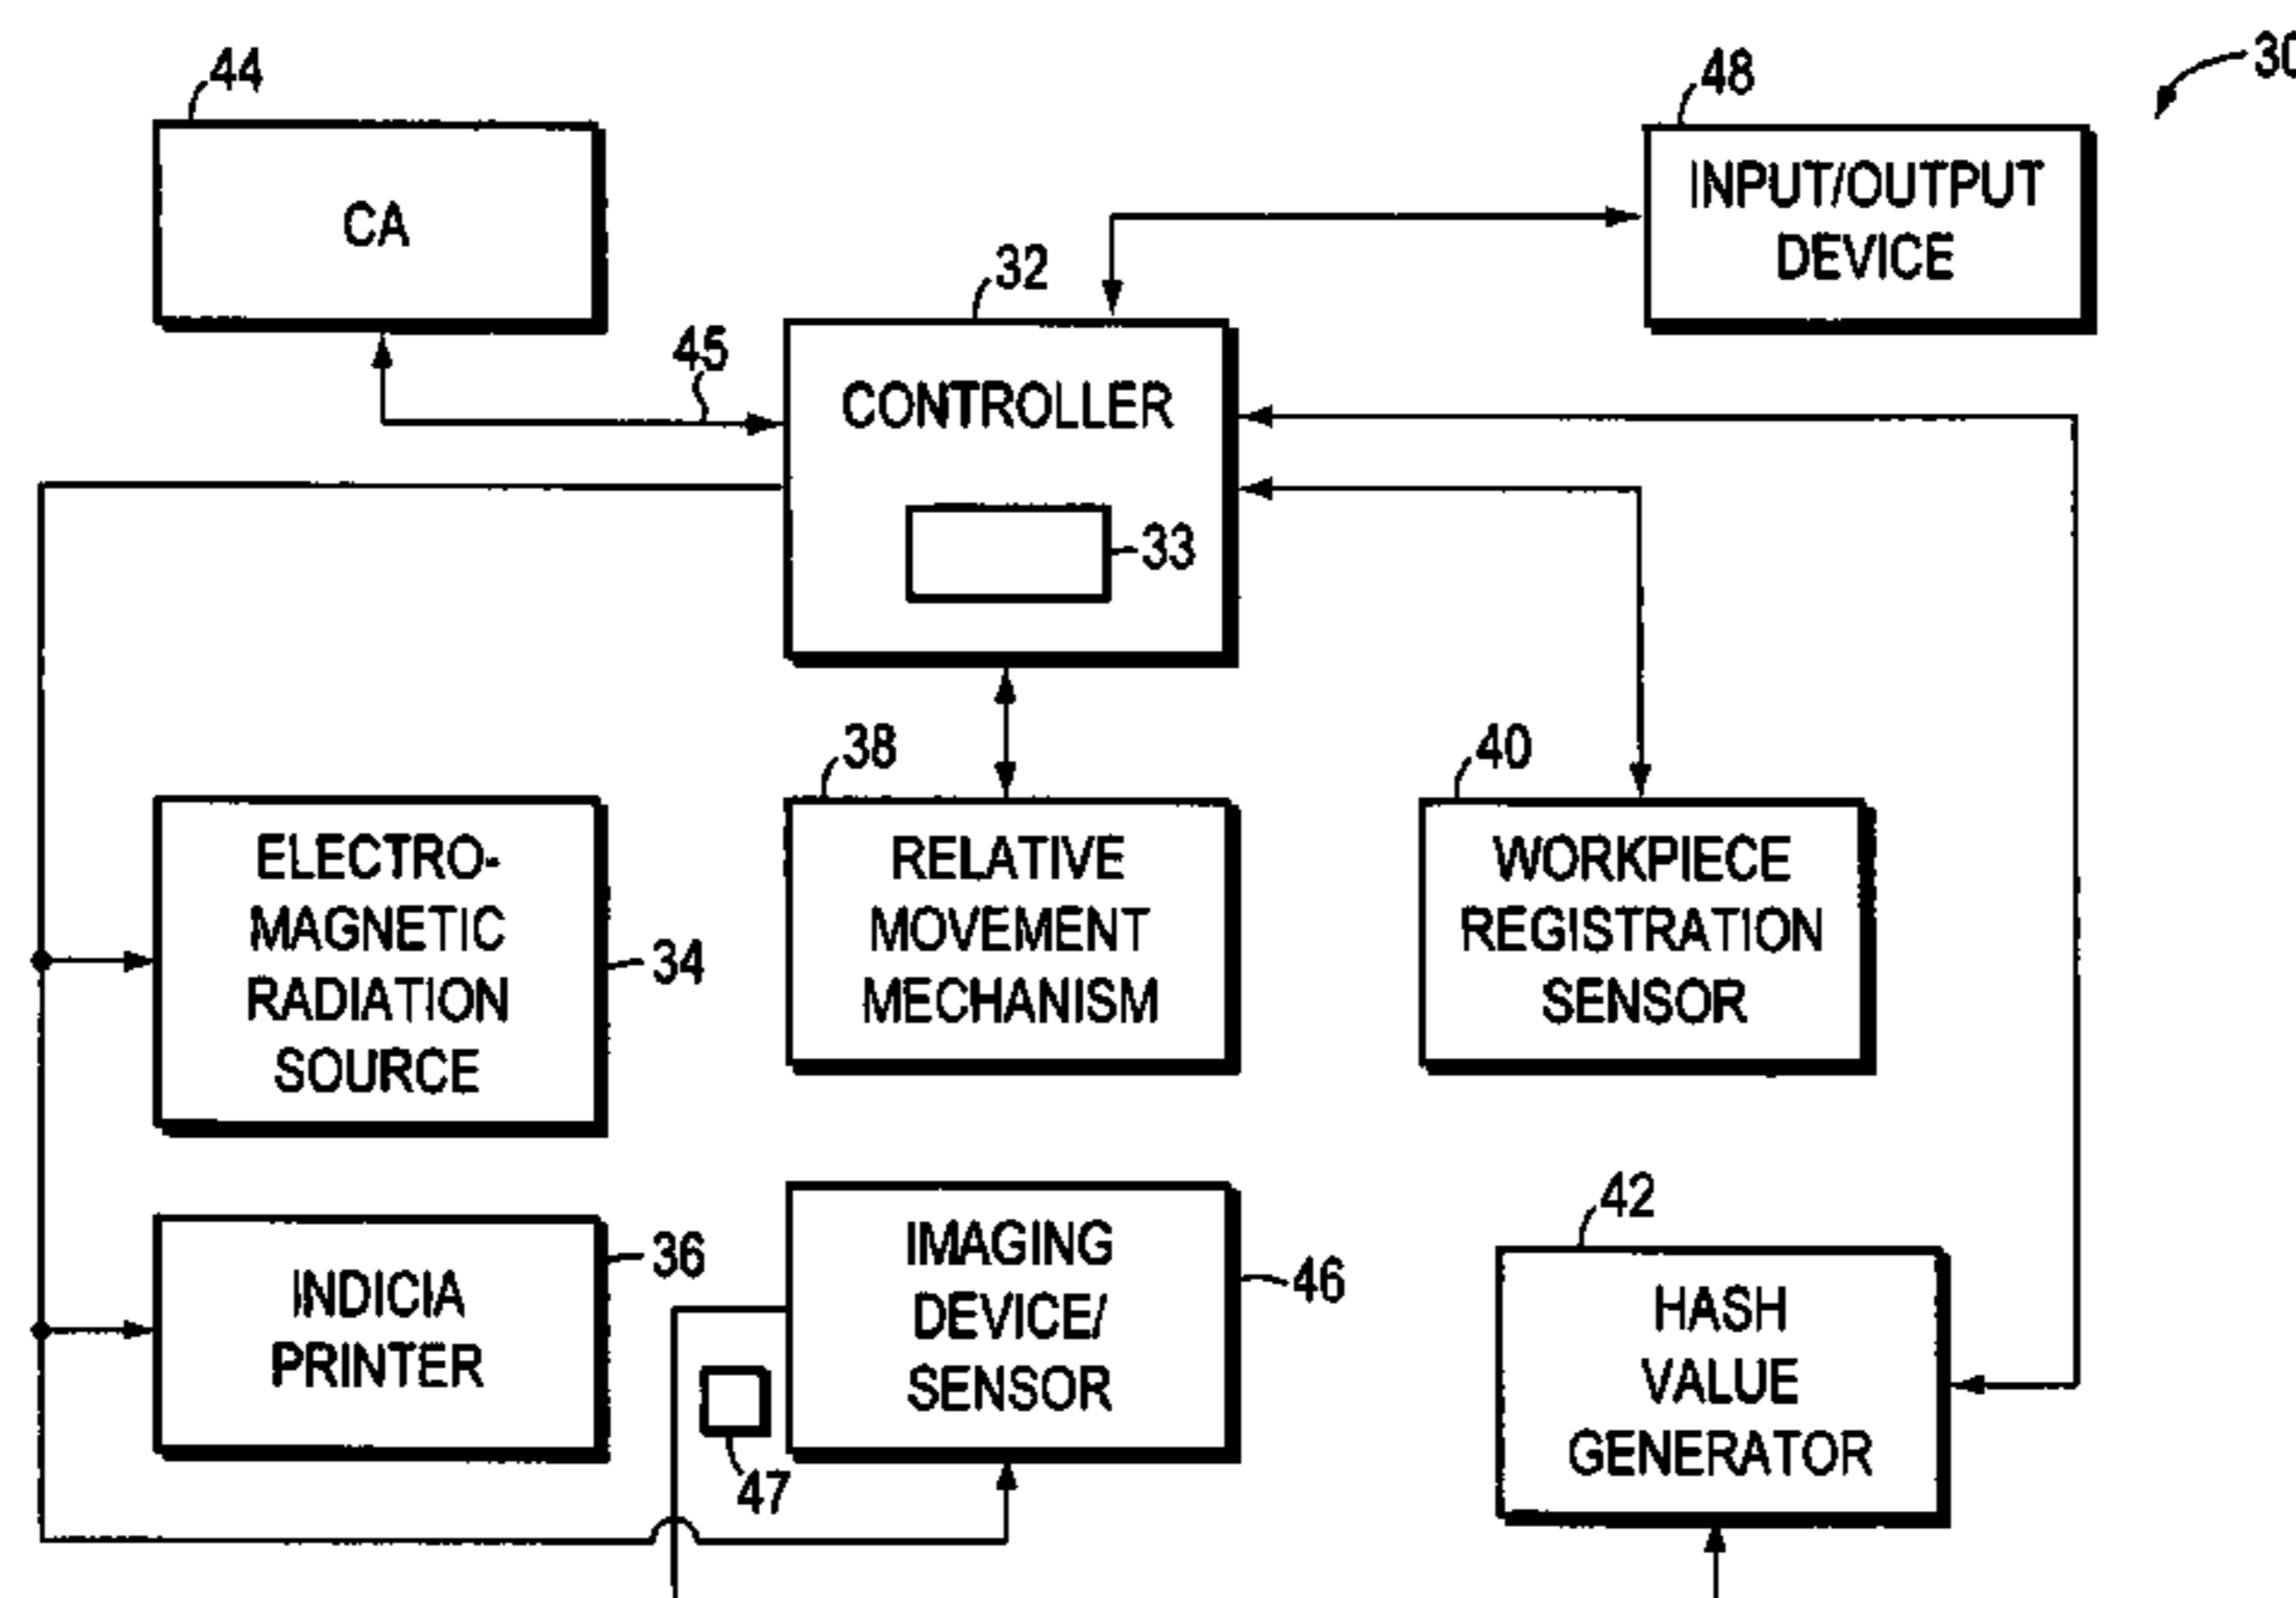 44
48
30
CA
INPUT/OUTPUT
DEVICE
32
45
CONTROLLER
33
38
40
ELECTRO-
MAGNETIC
RADIATION
SOURCE
34
RELATIVE
MOVEMENT
MECHANISM
WORKPIECE
REGISTRATION
SENSOR
42
36
INDICIA
PRINTER
IMAGING
DEVICE/
SENSOR
46
47
HASH
VALUE
GENERATOR